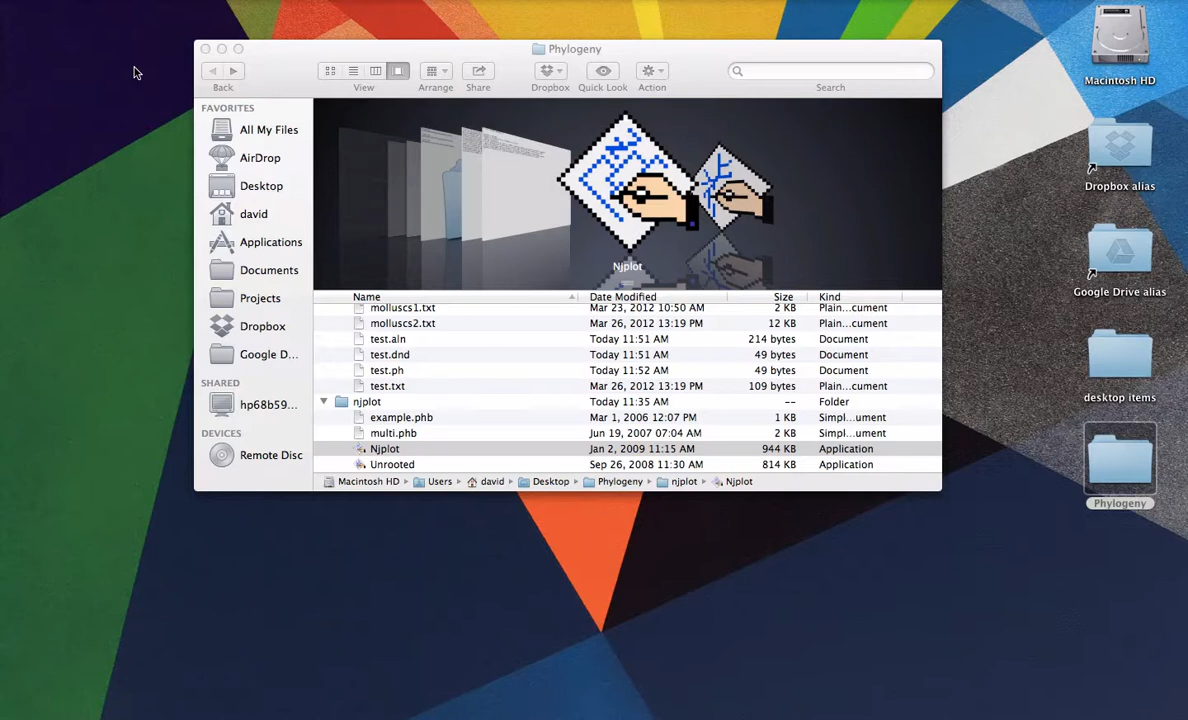 Phylogeny
Back View Arrange Share Dropbox Quick Look Action Search
FAVORITES
All My Files
AirDrop
Desktop
david
Applications
Documents
Projects
Dropbox
Google D...
SHARED
hp68b59...
DEVICES
Remote Disc
Njplot
Name Date Modified Size Kind
molluscs1.txt Mar 23, 2012 10:50 AM 2 KB Plain...cument
molluscs2.txt Mar 26, 2012 13:19 PM 12 KB Plain...cument
test.aln Today 11:51 AM 214 bytes Document
test.dnd Today 11:51 AM 49 bytes Document
test.ph Today 11:52 AM 49 bytes Document
test.txt Mar 26, 2012 13:19 PM 109 bytes Plain...cument
njplot Today 11:35 AM -- Folder
example.phb Mar 1, 2006 12:07 PM 1 KB Simpl...ument
multi.phb Jun 19, 2007 07:04 AM 2 KB Simpl...ument
Njplot Jan 2, 2009 11:15 AM 944 KB Application
Unrooted Sep 26, 2008 11:30 AM 814 KB Application
Macintosh HD Users david Desktop Phylogeny njplot Njplot
Macintosh HD
Dropbox alias
Google Drive alias
desktop items
Phylogeny